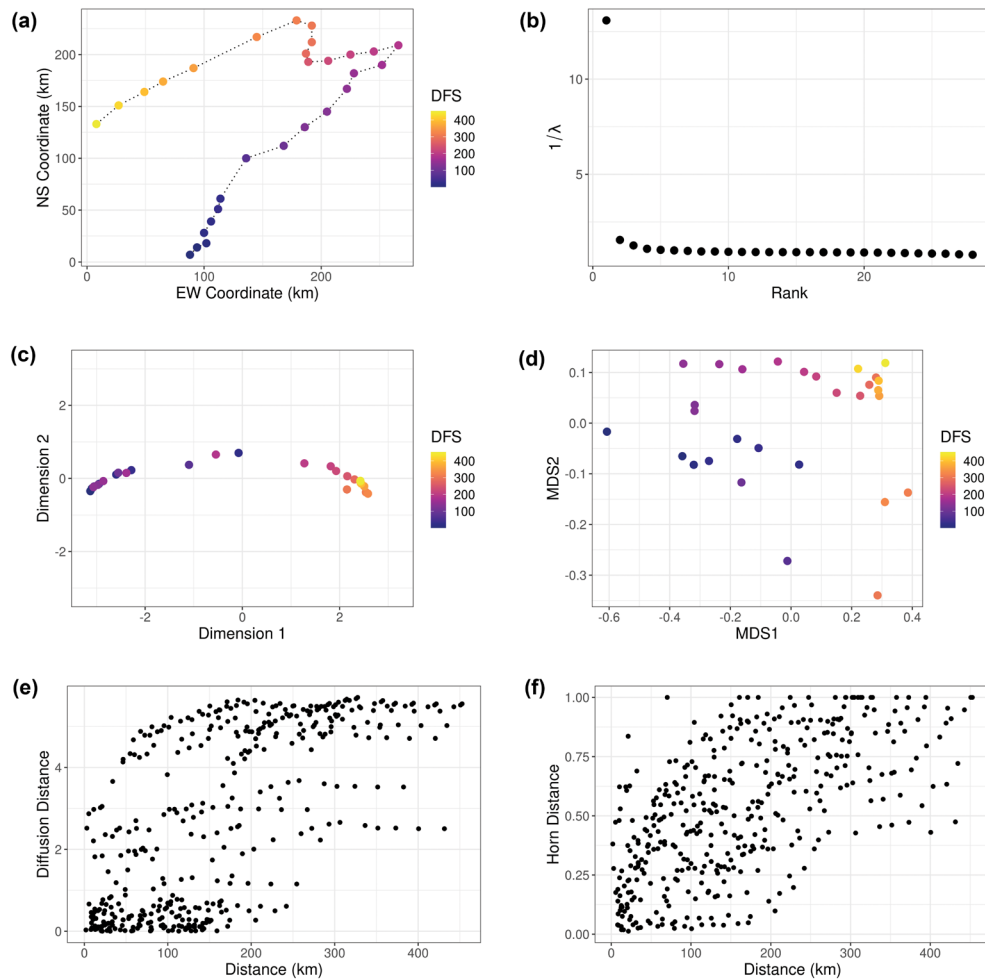 (a)
NS Coordinate (km)
200
150
100
50
0
0
100
200
EW Coordinate (km)
DFS
400
300
200
100
(b)
1/λ
10
5
0
0
10
20
Rank
(c)
Dimension 2
2
0
-2
-2
0
2
Dimension 1
DFS
400
300
200
100
(d)
MDS2
0.1
0.0
-0.1
-0.2
-0.3
-0.6
-0.4
-0.2
0.0
0.2
0.4
MDS1
DFS
400
300
200
100
(e)
Diffusion Distance
4
2
0
0
100
200
300
400
Distance (km)
(f)
Horn Distance
1.00
0.75
0.50
0.25
0.00
0
100
200
300
400
Distance (km)